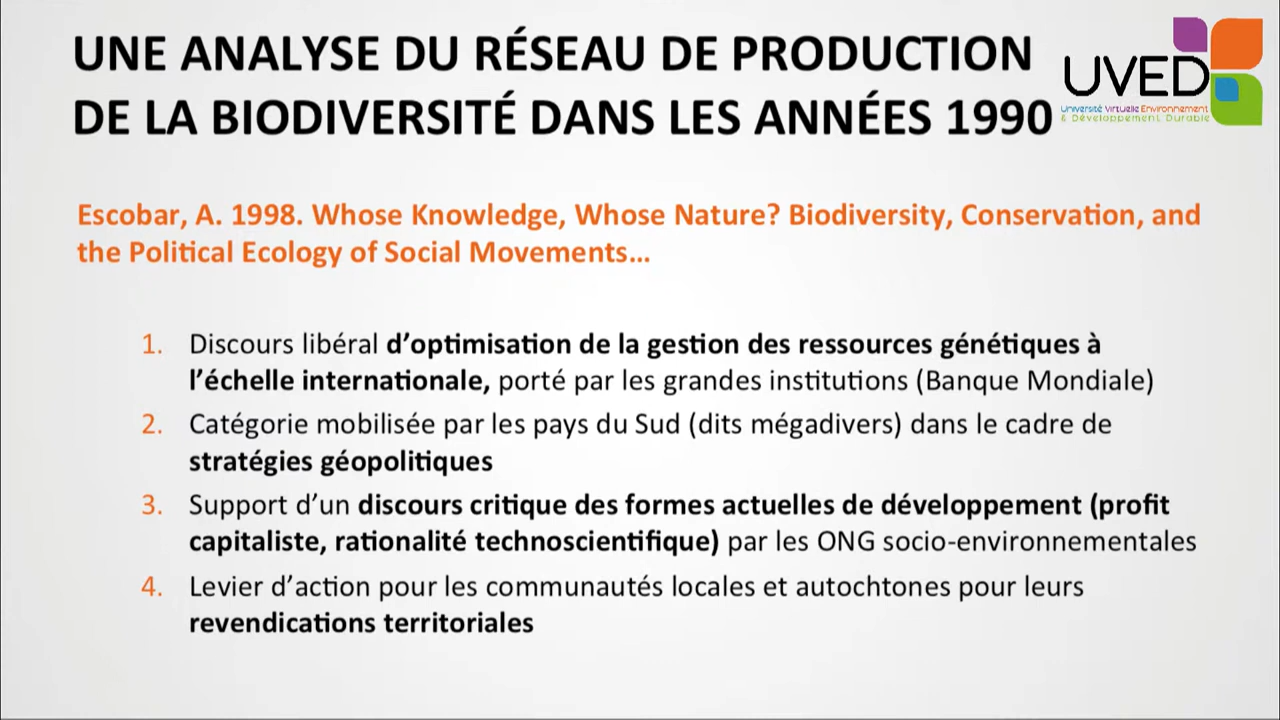 UNE ANALYSE DU RÉSEAU DE PRODUCTION
DE LA BIODIVERSITÉ DANS LES ANNÉES 1990
UVED
Université Virtuelle Environnement
& Développement Durable
Escobar, A. 1998. Whose Knowledge, Whose Nature? Biodiversity, Conservation, and
the Political Ecology of Social Movements…
1. Discours libéral d’optimisation de la gestion des ressources génétiques à
l’échelle internationale, porté par les grandes institutions (Banque Mondiale)
2. Catégorie mobilisée par les pays du Sud (dits mégadivers) dans le cadre de
stratégies géopolitiques
3. Support d’un discours critique des formes actuelles de développement (profit
capitaliste, rationalité technoscientifique) par les ONG socio-environnementales
4. Levier d’action pour les communautés locales et autochtones pour leurs
revendications territoriales